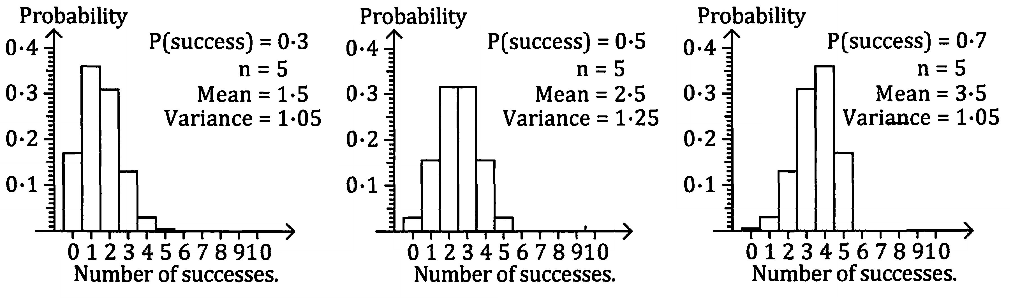 Probability
P(success) = 0·3
0·4
n = 5
0·3
Mean = 1·5
Variance = 1·05
0·2
0·1
0 1 2 3 4 5 6 7 8 9 10
Number of successes.
Probability
P(success) = 0·5
0·4
n = 5
0·3
Mean = 2·5
Variance = 1·25
0·2
0·1
0 1 2 3 4 5 6 7 8 9 10
Number of successes.
Probability
P(success) = 0·7
0·4
n = 5
0·3
Mean = 3·5
Variance = 1·05
0·2
0·1
0 1 2 3 4 5 6 7 8 9 10
Number of successes.